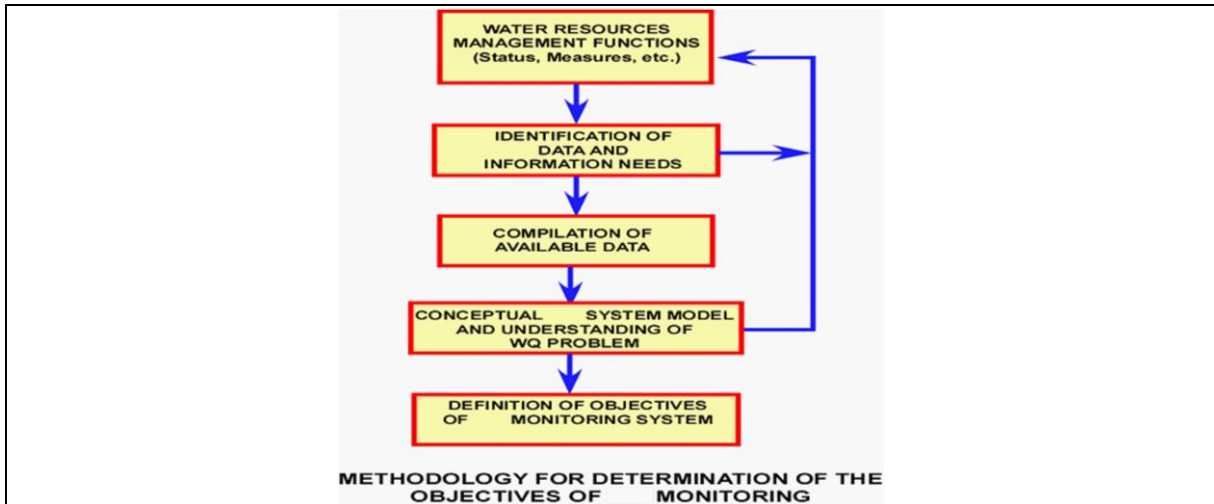 WATER RESOURCES
MANAGEMENT FUNCTIONS
(Status, Measures, etc.)
IDENTIFICATION OF
DATA AND
INFORMATION NEEDS
COMPILATION OF
AVAILABLE DATA
CONCEPTUAL SYSTEM MODEL
AND UNDERSTANDING OF
WQ PROBLEM
DEFINITION OF OBJECTIVES
OF MONITORING SYSTEM
METHODOLOGY FOR DETERMINATION OF THE
OBJECTIVES OF MONITORING